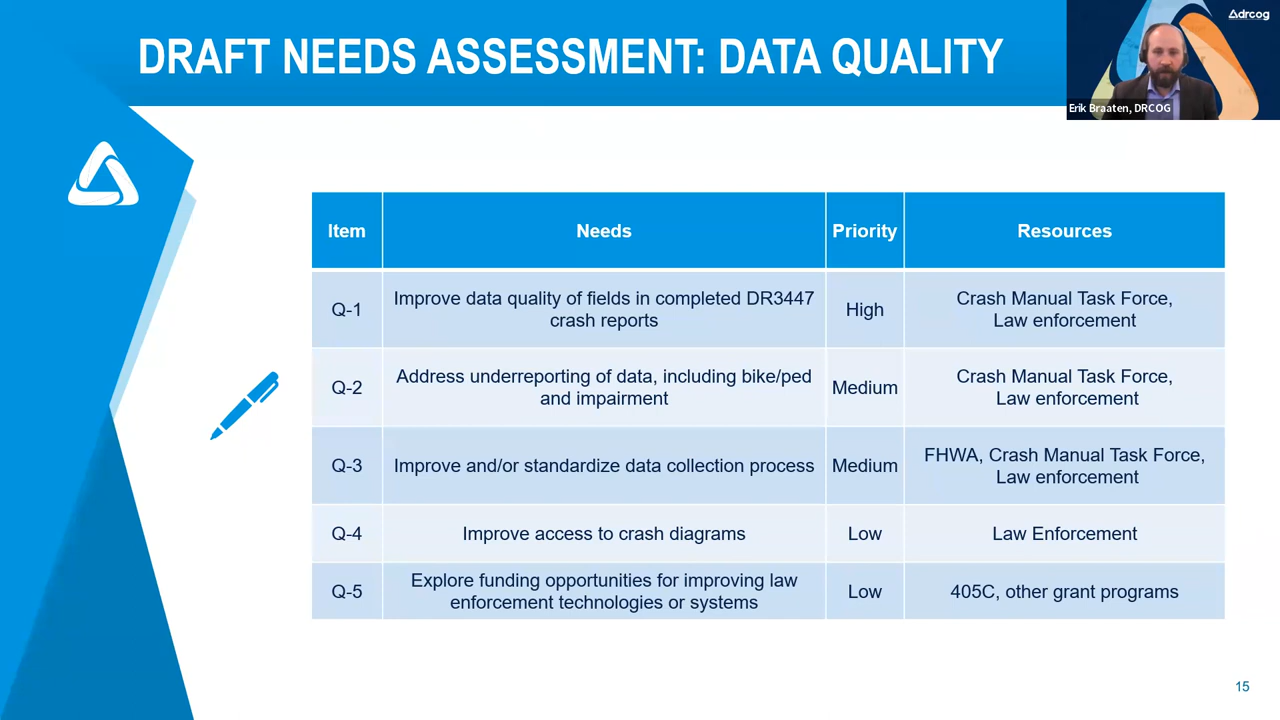 DRAFT NEEDS ASSESSMENT: DATA QUALITY
drcog
Erik Braaten, DRCOG
Item
Needs
Priority
Resources
Q-1
Improve data quality of fields in completed DR3447
crash reports
High
Crash Manual Task Force,
Law enforcement
Q-2
Address underreporting of data, including bike/ped
and impairment
Medium
Crash Manual Task Force,
Law enforcement
Q-3
Improve and/or standardize data collection process
Medium
FHWA, Crash Manual Task Force,
Law enforcement
Q-4
Improve access to crash diagrams
Low
Law Enforcement
Q-5
Explore funding opportunities for improving law
enforcement technologies or systems
Low
405C, other grant programs
15